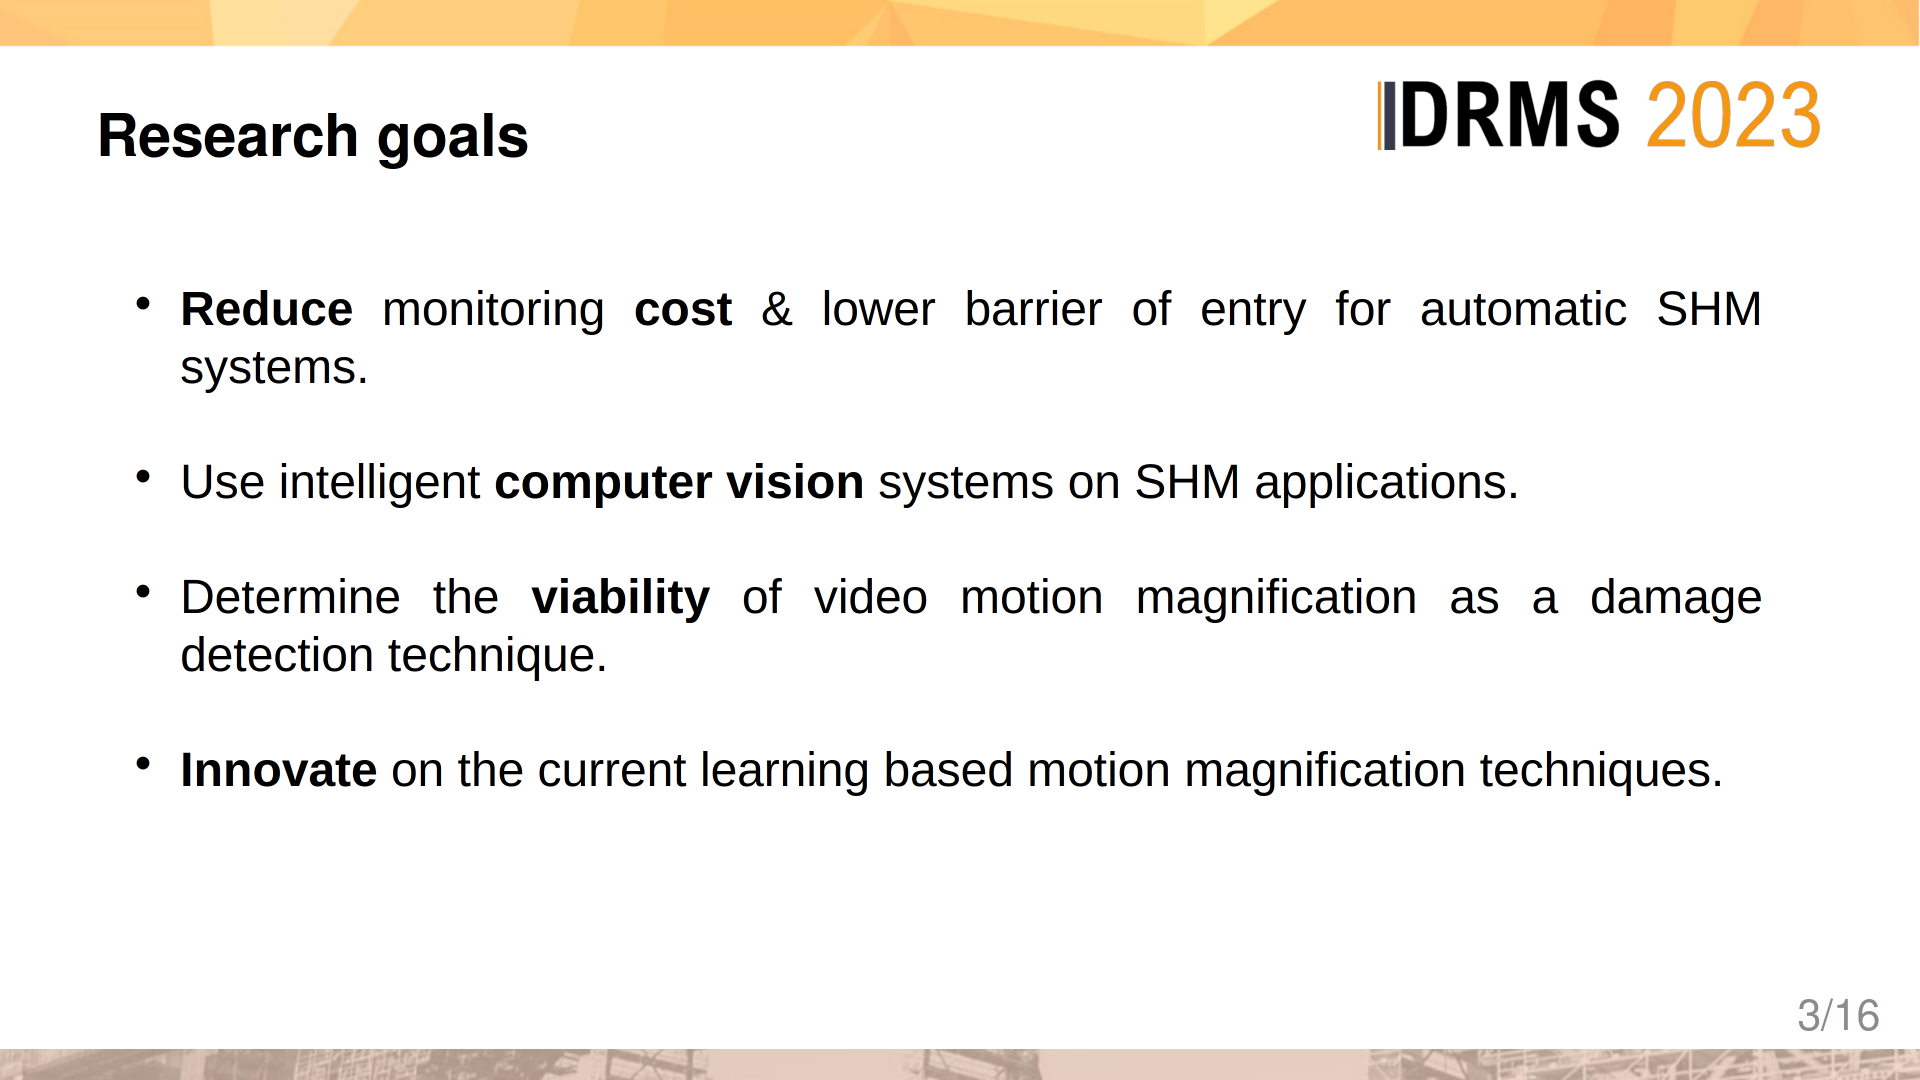 Research goals
IDRMS 2023
• Reduce monitoring cost & lower barrier of entry for automatic SHM
systems.
• Use intelligent computer vision systems on SHM applications.
• Determine the viability of video motion magnification as a damage
detection technique.
• Innovate on the current learning based motion magnification techniques.
3/16